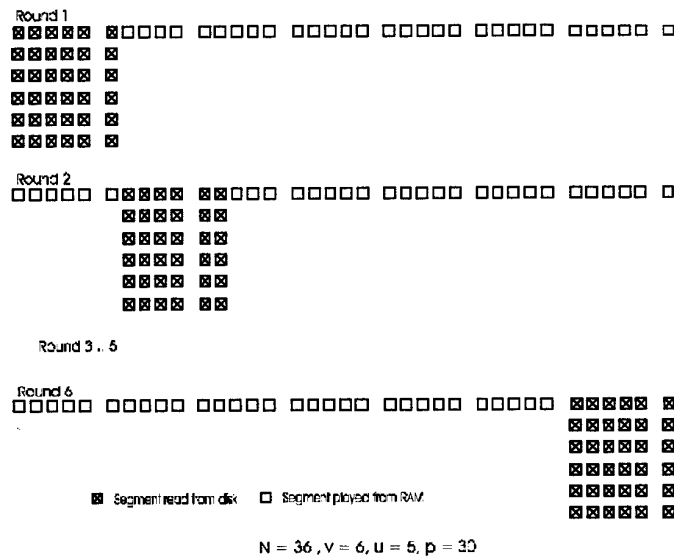 Round 1
Round 2
Round 3 .. 5
Round 6
Segment read from disk Segment played from RAM
N = 36 , v = 6, u = 5, p = 30